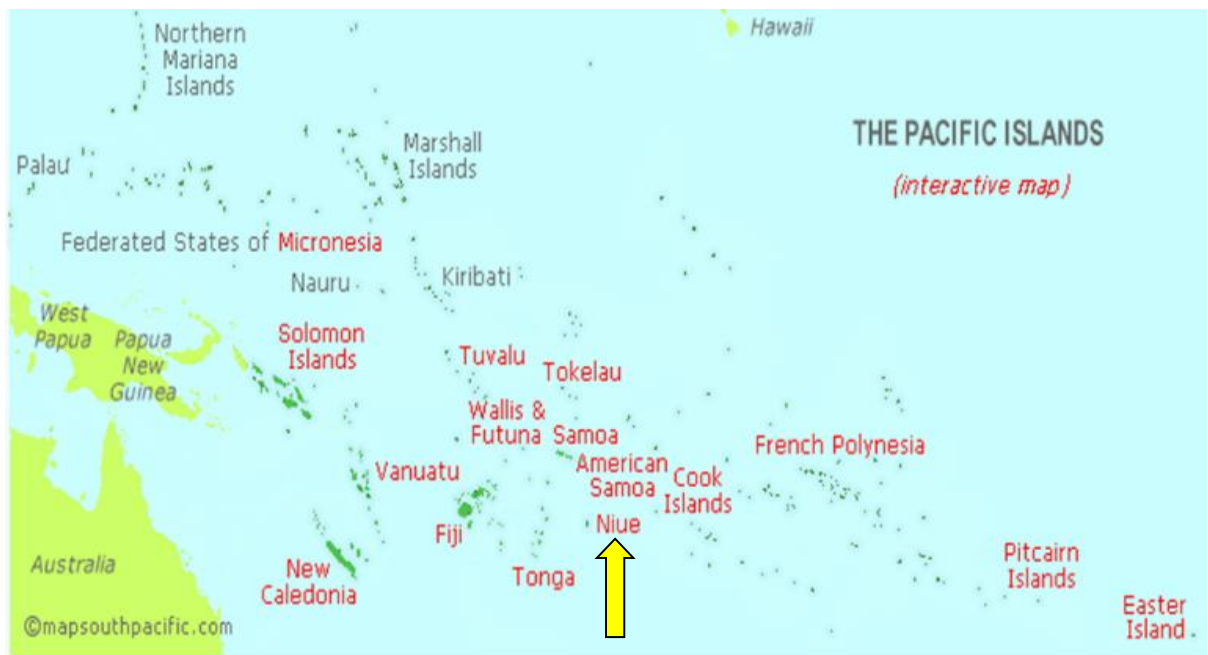 Northern
Mariana
Islands
Hawaii
THE PACIFIC ISLANDS
(interactive map)
Palau
Marshall
Islands
Federated States of Micronesia
Nauru
Kiribati
West
Papua
Papua
New
Guinea
Solomon
Islands
Tuvalu
Tokelau
Wallis &
Futuna
Samoa
American
Samoa
Cook
Islands
French Polynesia
Vanuatu
Fiji
Niue
Tonga
New
Caledonia
Australia
Pitcairn
Islands
Easter
Island
©mapsouthpacific.com